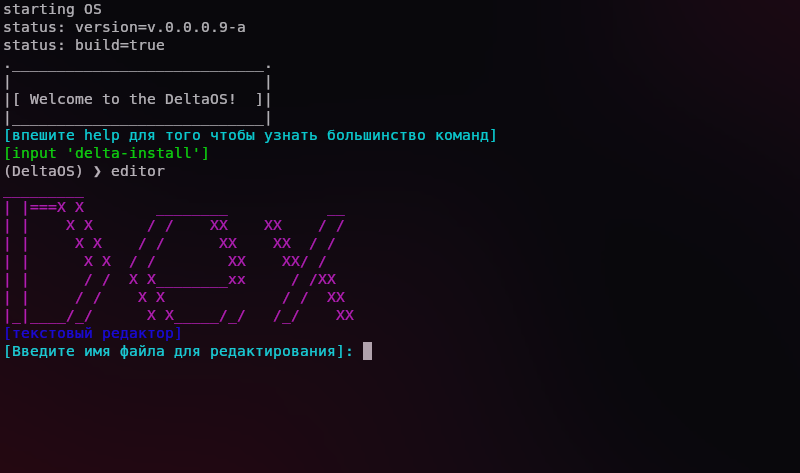 starting OS
status: version=v.0.0.0.9-a
status: build=true
.____________________________.
|                            |
|[ Welcome to the DeltaOS!  ]|
|____________________________|
[впешите help для того чтобы узнать большинство команд]
[input 'delta-install']
(DeltaOS) ❯ editor
_________
| |===X X        ________           __
| |    X X      / /    XX    XX    / /
| |     X X   / /      XX    XX  / /
| |      X X  / /        XX    XX/ /
| |      / /  X X________xx     / /XX
| |     / /    X X             / /  XX
|_|____/_/      X X_____/_/   /_/    XX
[текстовый редактор]
[Введите имя файла для редактирования]: